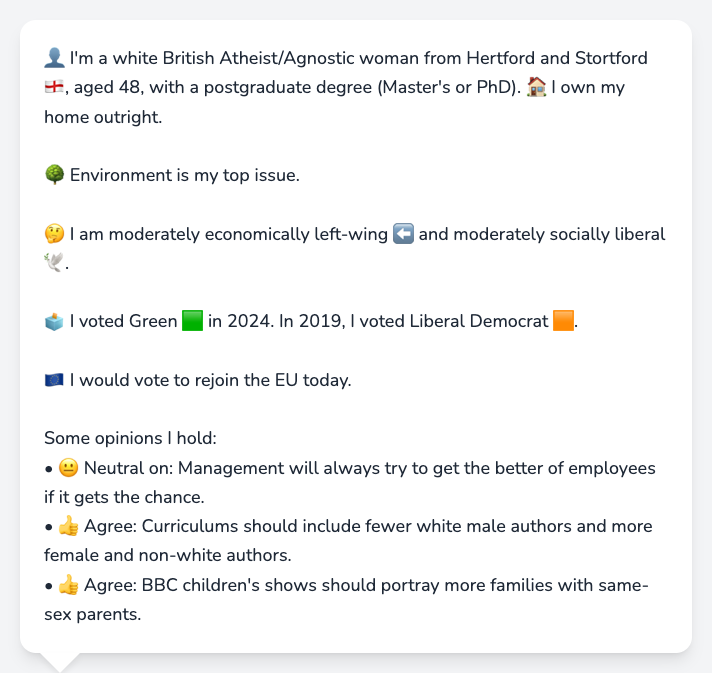 👤 I'm a white British Atheist/Agnostic woman from Hertford and Stortford
🏴󠁧󠁢󠁥󠁮󠁧󠁿, aged 48, with a postgraduate degree (Master's or PhD). 🏠 I own my
home outright.
🌳 Environment is my top issue.
🤔 I am moderately economically left-wing ⬅️ and moderately socially liberal
🕊️.
🗳️ I voted Green 🟩 in 2024. In 2019, I voted Liberal Democrat 🟧.
🇪🇺 I would vote to rejoin the EU today.
Some opinions I hold:
• 😐 Neutral on: Management will always try to get the better of employees
if it gets the chance.
• 👍 Agree: Curriculums should include fewer white male authors and more
female and non-white authors.
• 👍 Agree: BBC children's shows should portray more families with same-
sex parents.